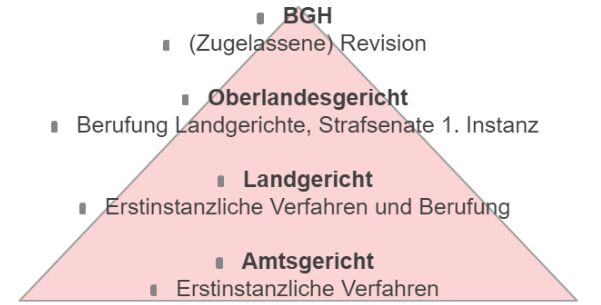 BGH
(Zugelassene) Revision
Oberlandesgericht
Berufung Landgerichte, Strafsenate 1. Instanz
Landgericht
Erstinstanzliche Verfahren und Berufung
Amtsgericht
Erstinstanzliche Verfahren